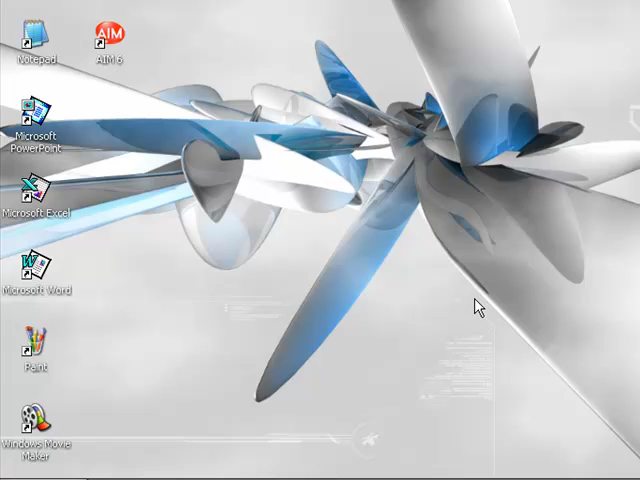 Notepad
AIM
AIM 6
Microsoft
PowerPoint
Microsoft Excel
Microsoft Word
Paint
Windows Movie
Maker